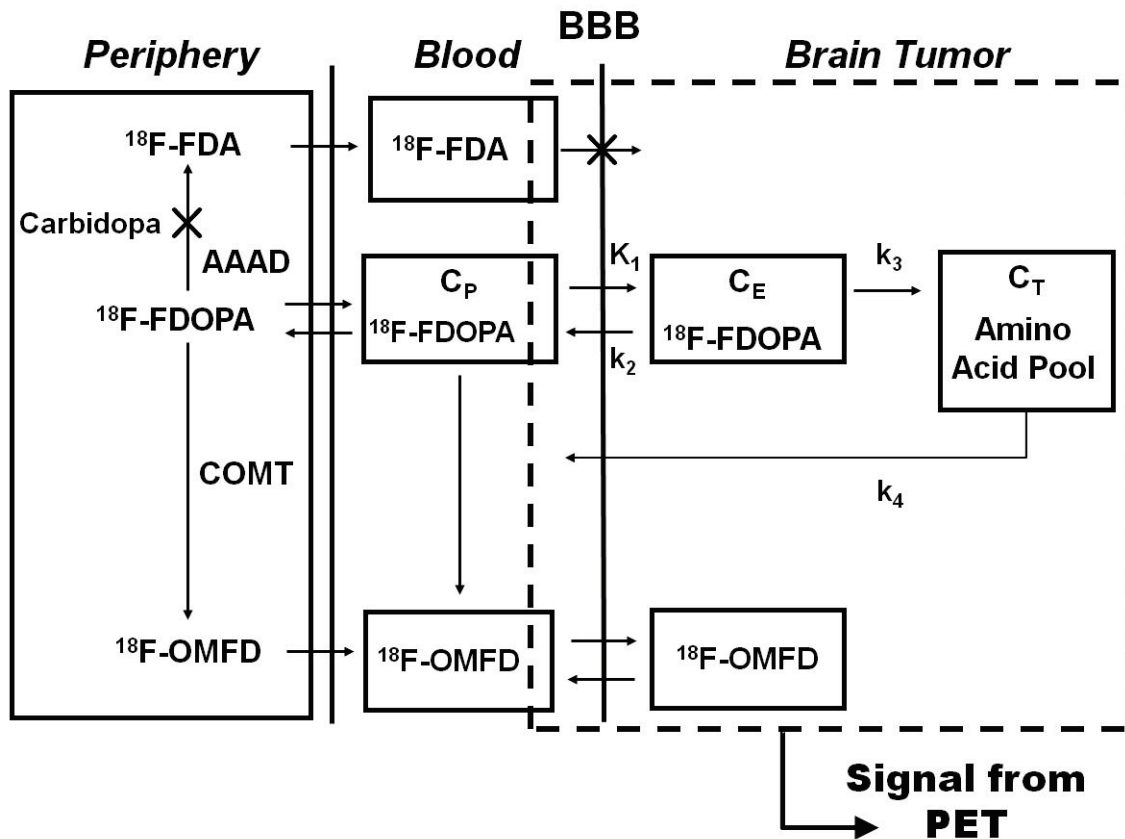 BBB
Periphery Blood Brain Tumor
¹⁸F-FDA
¹⁸F-FDA
Carbidopa
AAAD
¹⁸F-FDOPA
C_P
¹⁸F-FDOPA
K₁
k₂
C_E
¹⁸F-FDOPA
k₃
C_T
Amino
Acid Pool
COMT
k₄
¹⁸F-OMFD
¹⁸F-OMFD
¹⁸F-OMFD
Signal from
PET